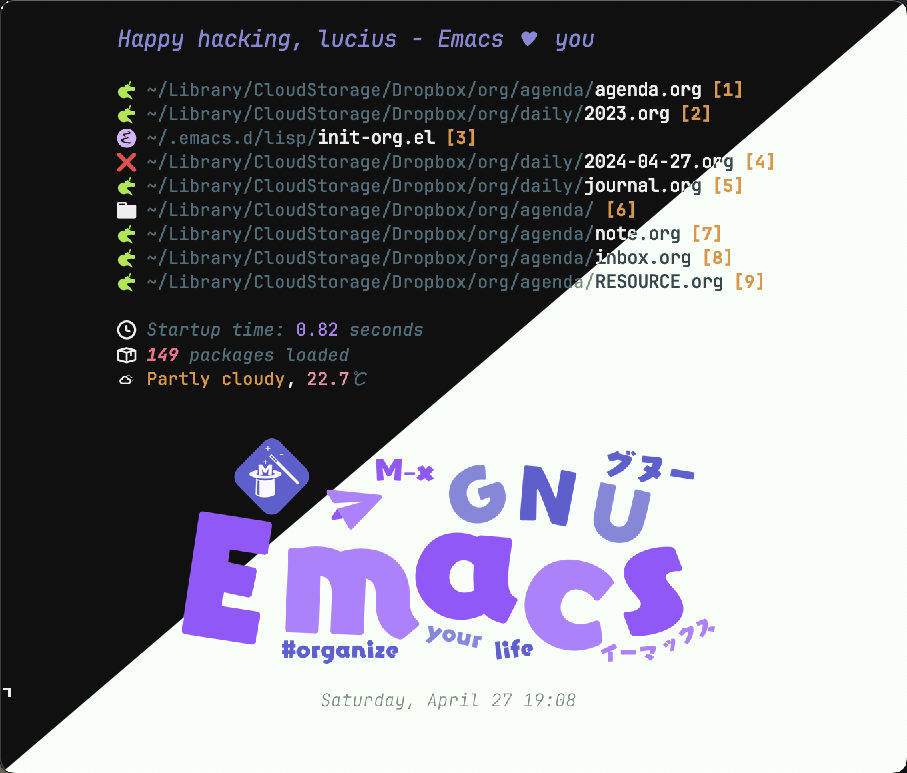 Happy hacking, lucius - Emacs ♥ you
~/Library/CloudStorage/Dropbox/org/agenda/agenda.org [1]
~/Library/CloudStorage/Dropbox/org/daily/2023.org [2]
~/.emacs.d/lisp/init-org.el [3]
~/Library/CloudStorage/Dropbox/org/daily/2024-04-27.org [4]
~/Library/CloudStorage/Dropbox/org/daily/journal.org [5]
~/Library/CloudStorage/Dropbox/org/agenda/ [6]
~/Library/CloudStorage/Dropbox/org/agenda/note.org [7]
~/Library/CloudStorage/Dropbox/org/agenda/inbox.org [8]
~/Library/CloudStorage/Dropbox/org/agenda/RESOURCE.org [9]
Startup time: 0.82 seconds
149 packages loaded
Partly cloudy, 22.7℃
M
M-x
GNU
グヌー
Emacs
#organize your life
イーマックス
Saturday, April 27 19:08